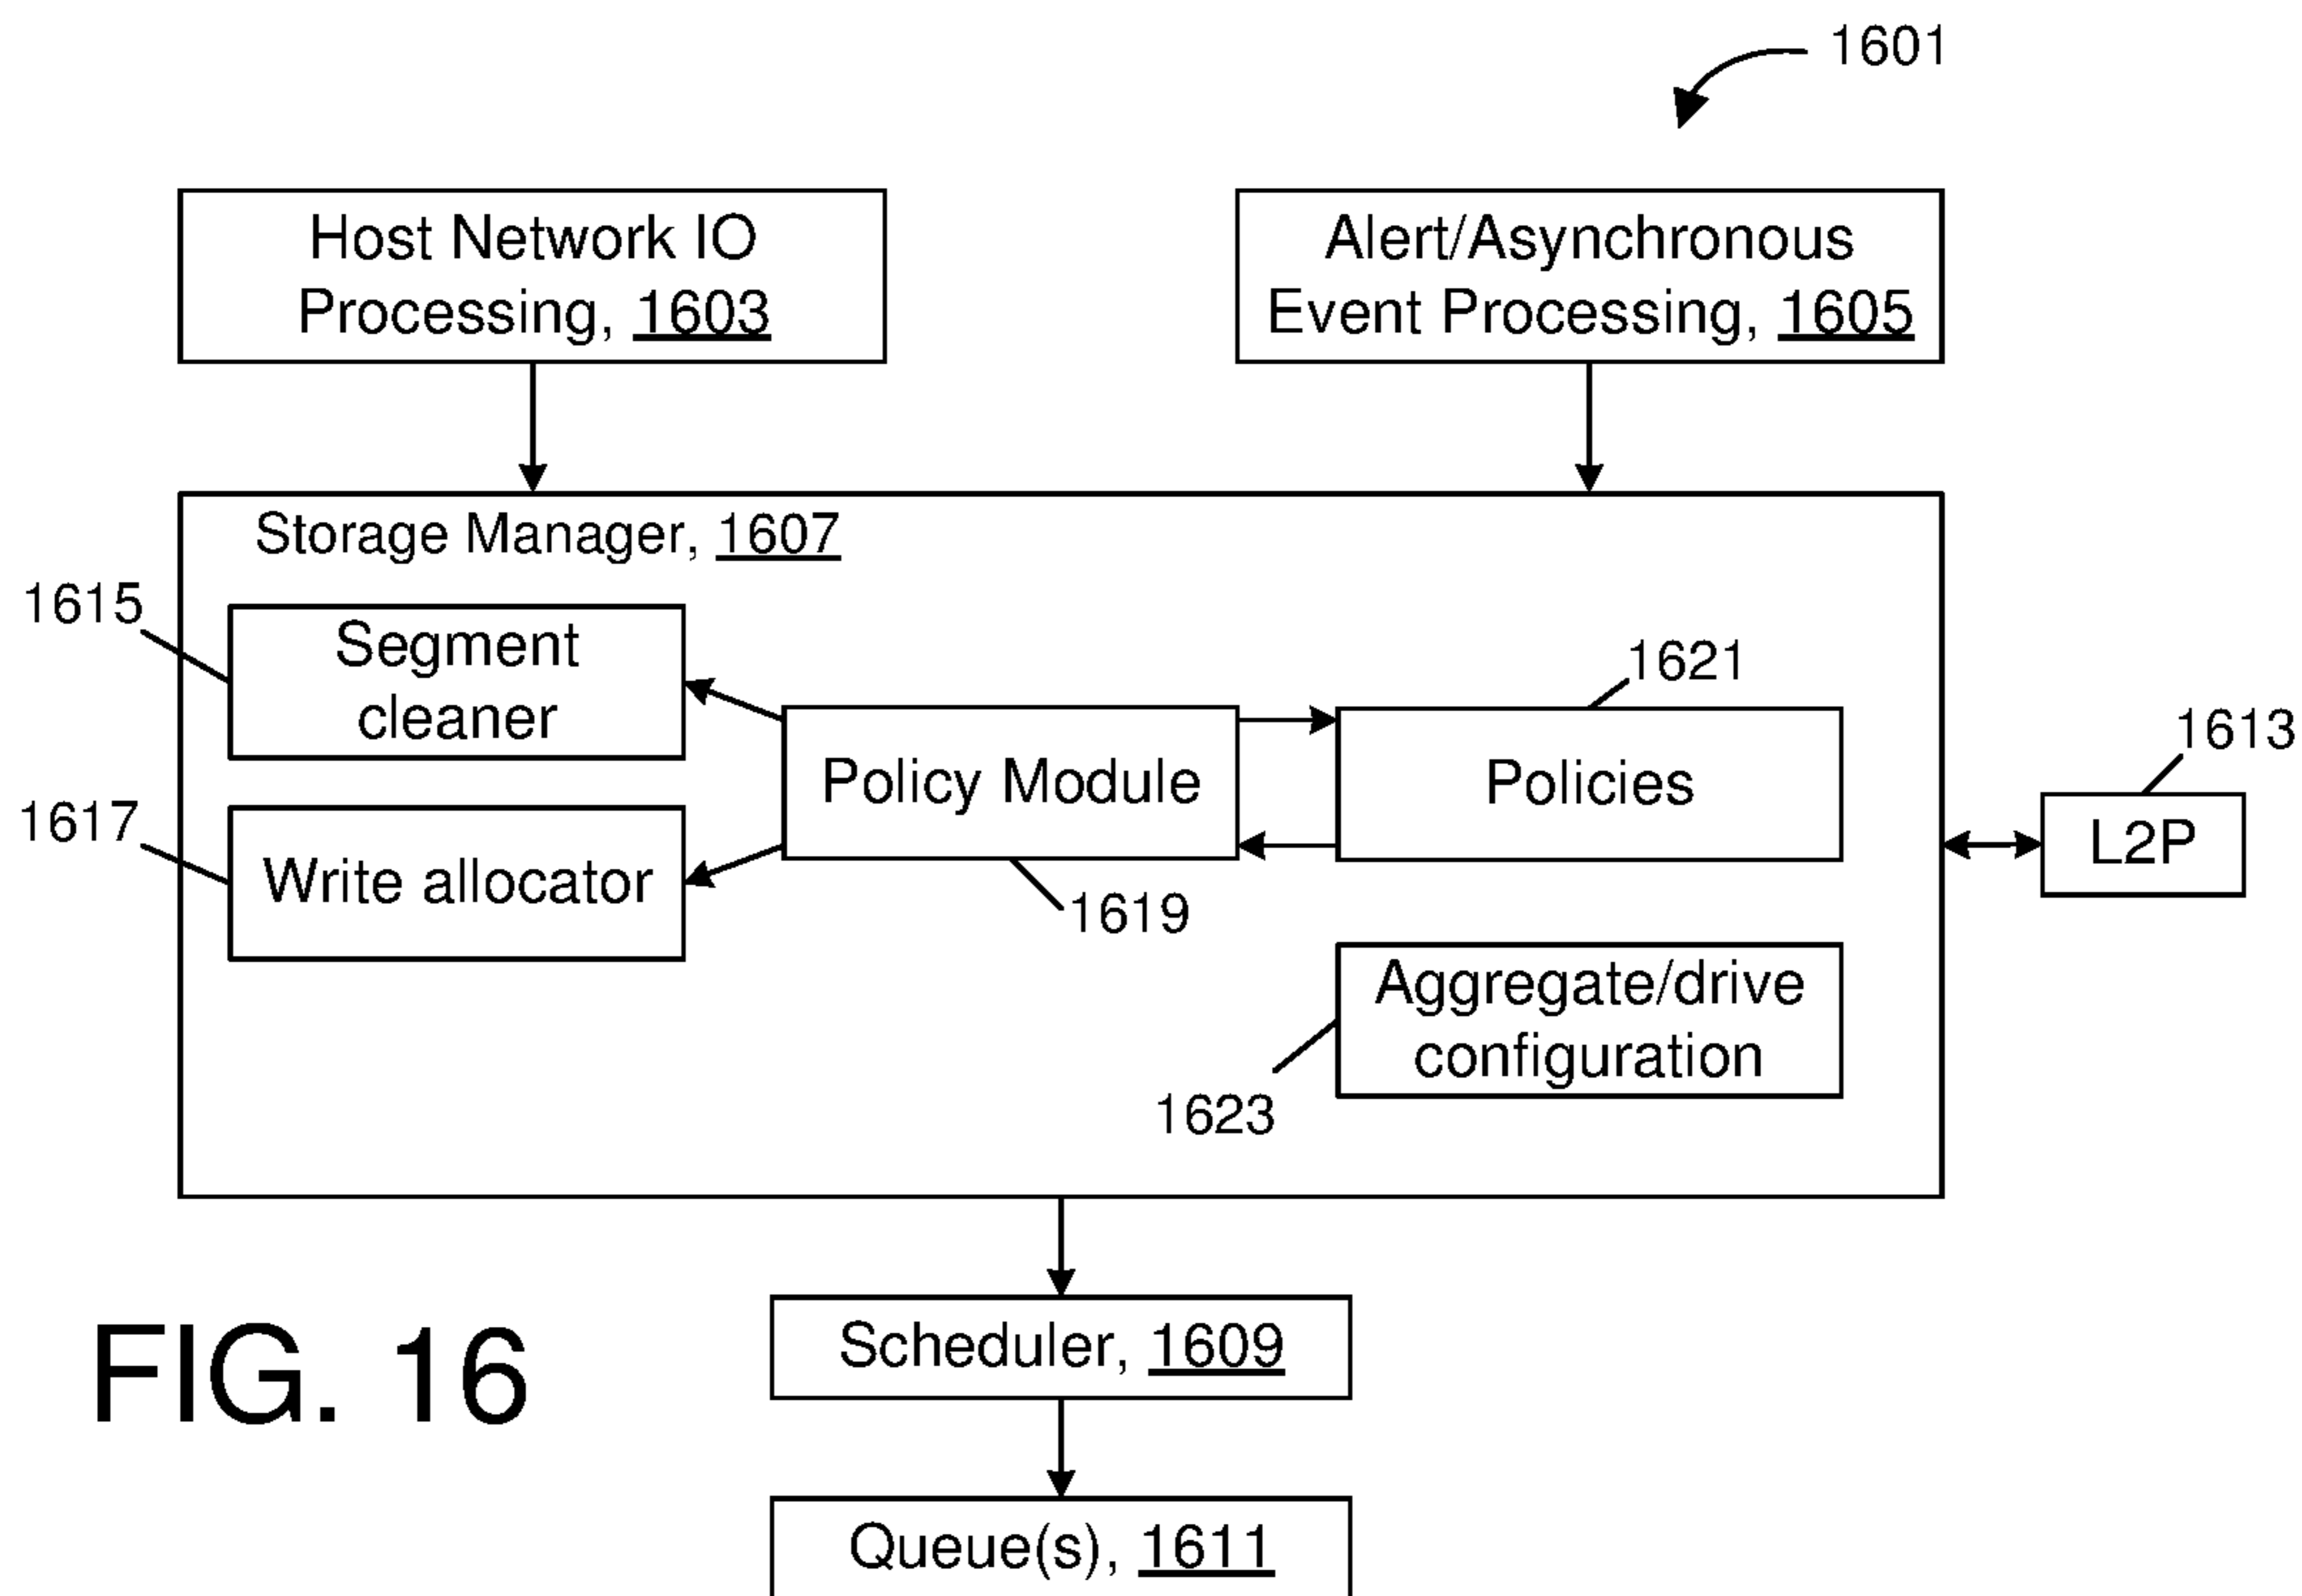 1601
Host Network IO
Processing, 1603
Alert/Asynchronous
Event Processing, 1605
Storage Manager, 1607
1615
Segment
cleaner
1617
Write allocator
Policy Module
1619
1621
Policies
1613
L2P
Aggregate/drive
configuration
1623
Scheduler, 1609
FIG. 16
Queue(s), 1611